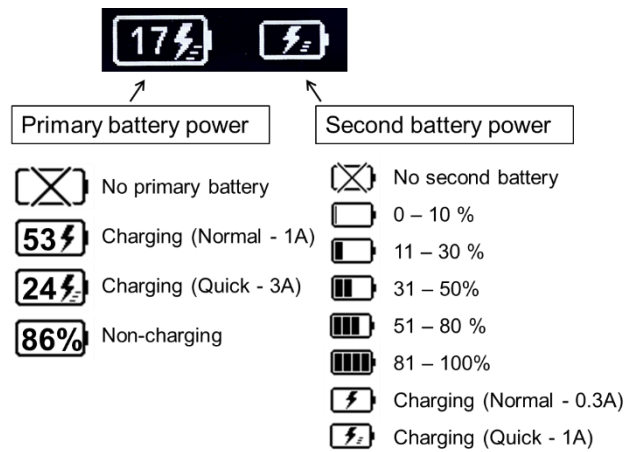 17
Primary battery power
Second battery power
No primary battery
53 Charging (Normal - 1A)
24 Charging (Quick - 3A)
86% Non-charging
No second battery
0 – 10 %
11 – 30 %
31 – 50%
51 – 80 %
81 – 100%
Charging (Normal - 0.3A)
Charging (Quick - 1A)